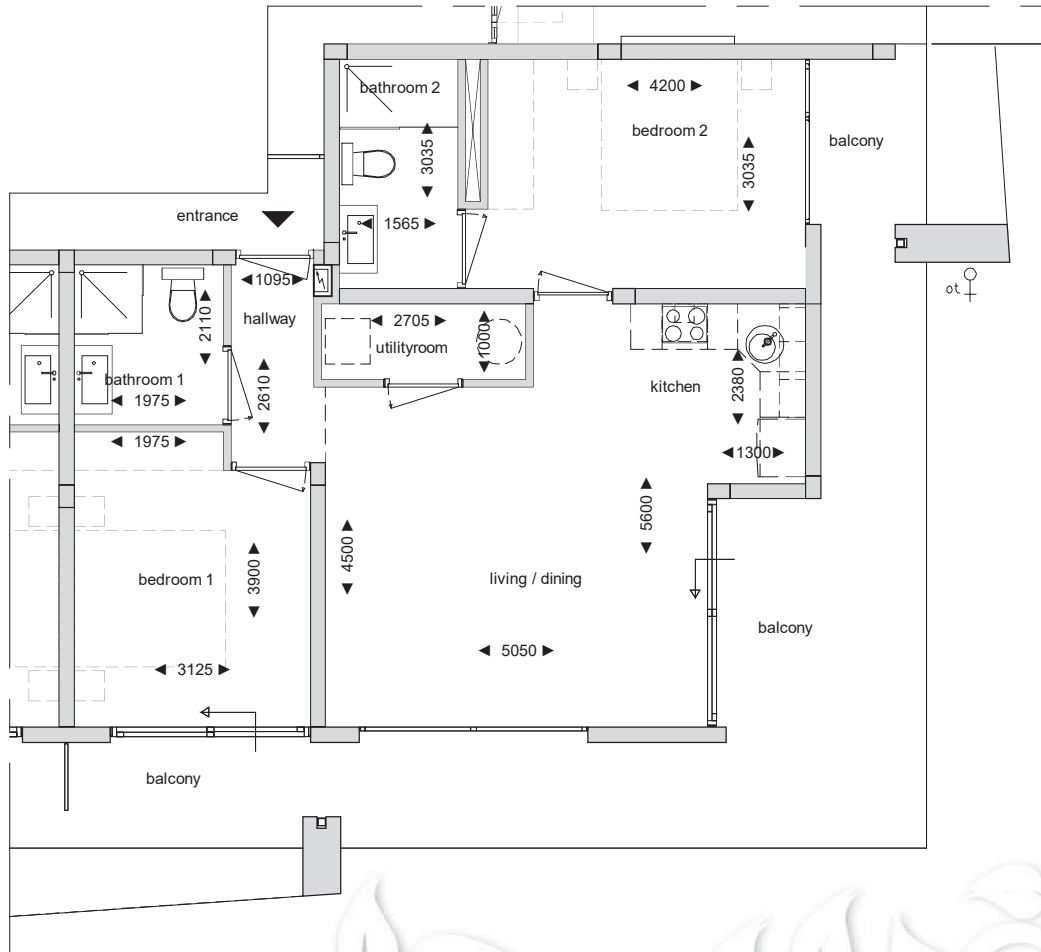 bathroom 2
4200
bedroom 2
balcony
3035
3035
entrance
1565
1095
hallway
2110
2705
1000
utilityroom
ot
bathroom 1
2610
kitchen
2380
1975
1975
1300
5600
4500
3900
bedroom 1
living / dining
balcony
5050
3125
balcony